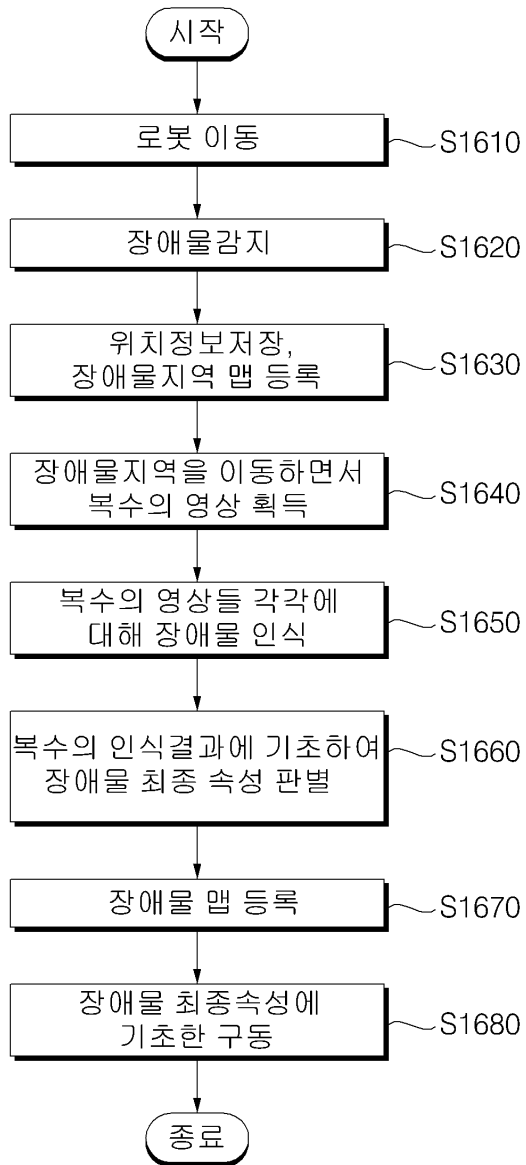 시작
로봇 이동
S1610
장애물감지
S1620
위치정보저장,
장애물지역 맵 등록
S1630
장애물지역을 이동하면서
복수의 영상 획득
S1640
복수의 영상들 각각에
대해 장애물 인식
S1650
복수의 인식결과에 기초하여
장애물 최종 속성 판별
S1660
장애물 맵 등록
S1670
장애물 최종속성에
기초한 구동
S1680
종료